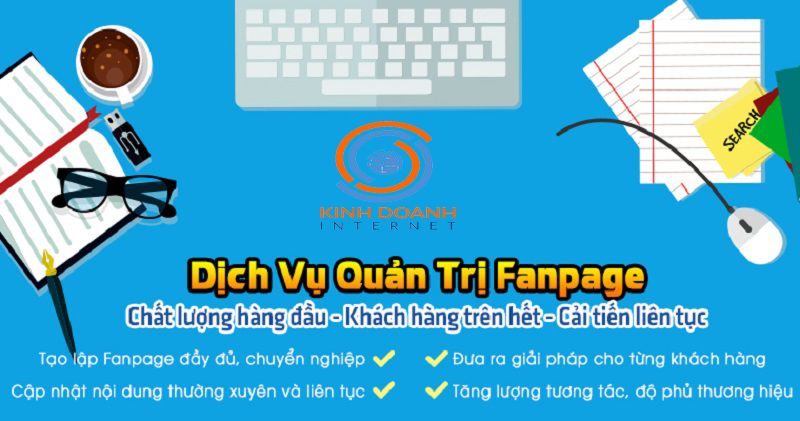 SEARCH
KINH DOANH
INTERNET
Dịch Vụ Quản Trị Fanpage
Chất lượng hàng đầu - Khách hàng trên hết - Cải tiến liên tục
Tạo lập Fanpage đầy đủ, chuyển nghiệp
Đưa ra giải pháp cho từng khách hàng
Cập nhật nội dung thường xuyên và liên tục
Tăng lượng tương tác, độ phủ thương hiệu